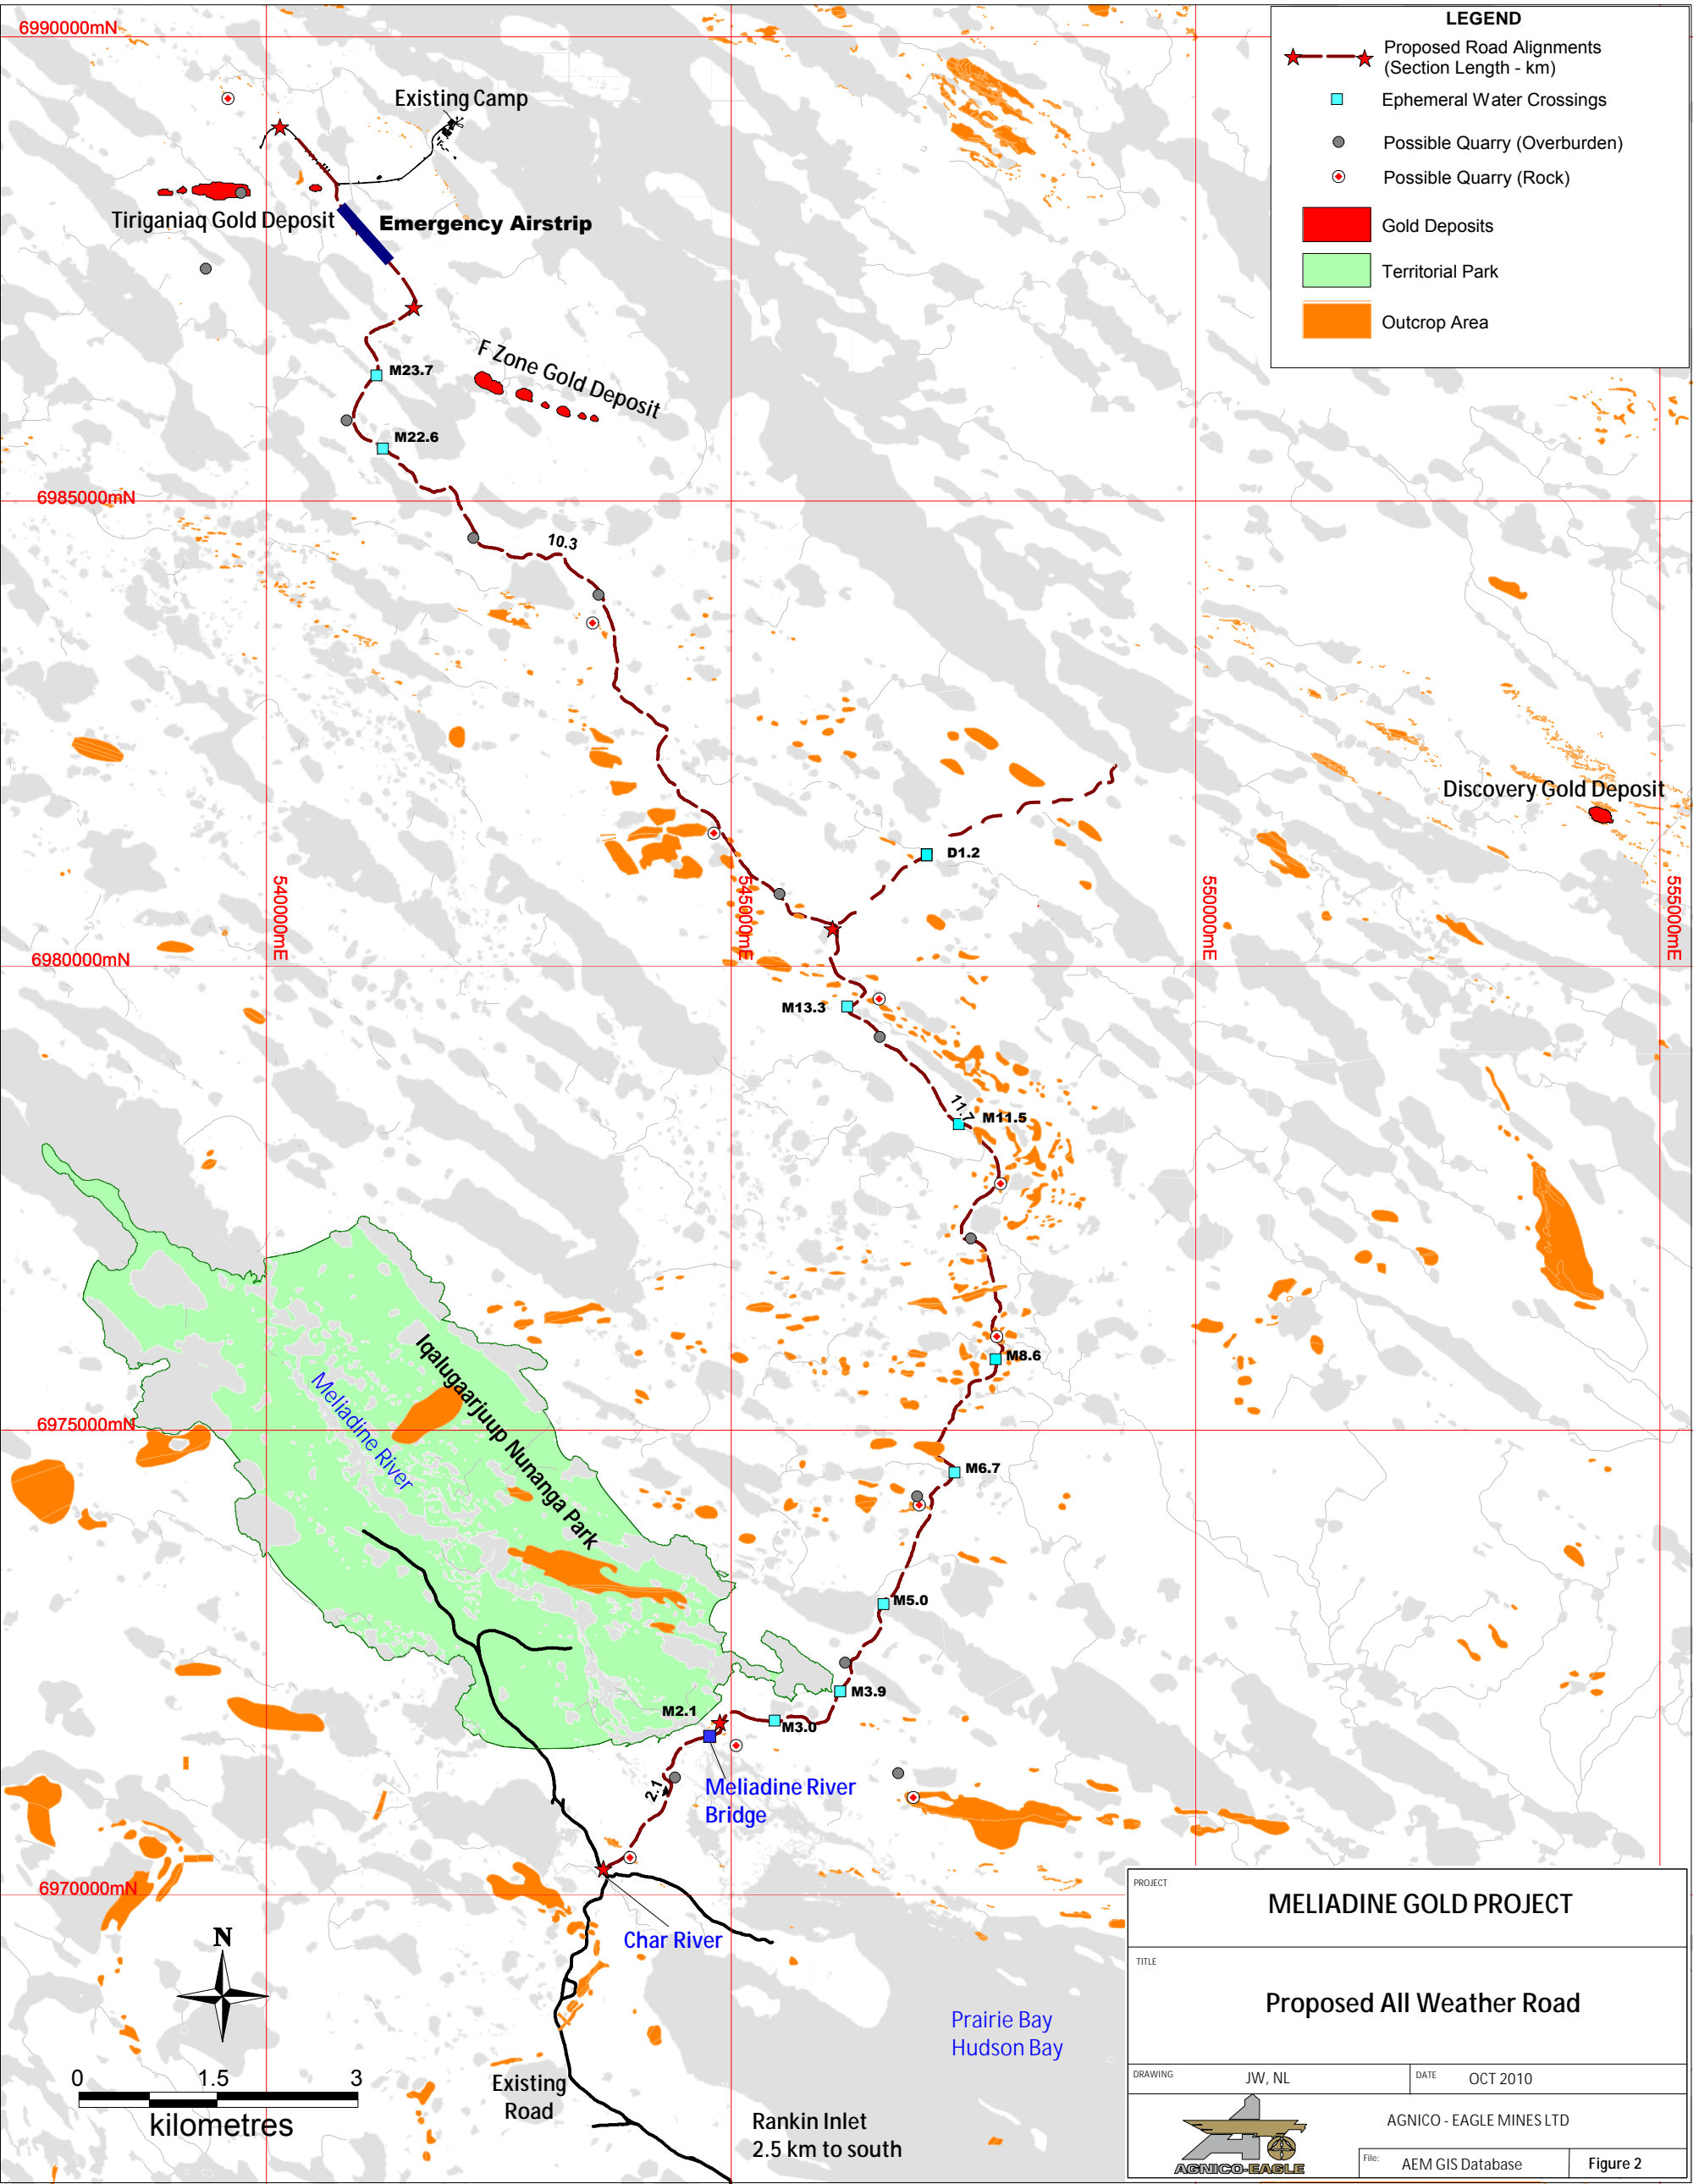 6990000mN
LEGEND
Proposed Road Alignments
(Section Length - km)
Ephemeral Water Crossings
Possible Quarry (Overburden)
Possible Quarry (Rock)
Gold Deposits
Territorial Park
Outcrop Area
Existing Camp
Tiriganiaq Gold Deposit
Emergency Airstrip
F Zone Gold Deposit
M23.7
M22.6
6985000mN
10.3
Discovery Gold Deposit
D1.2
540000mE
545000mE
550000mE
555000mE
6980000mN
M13.3
11.7
M11.5
Iqalugaarjuup Nunanga Park
Meliadine River
M8.6
6975000mN
M6.7
M5.0
M3.9
M2.1
M3.0
2.1
Meliadine River
Bridge
6970000mN
Char River
N
Prairie Bay
Hudson Bay
0 1.5 3
kilometres
Existing
Road
Rankin Inlet
2.5 km to south
PROJECT
MELIADINE GOLD PROJECT
TITLE
Proposed All Weather Road
DRAWING JW, NL DATE OCT 2010
AGNICO - EAGLE MINES LTD
AGNICO-EAGLE
File: AEM GIS Database Figure 2